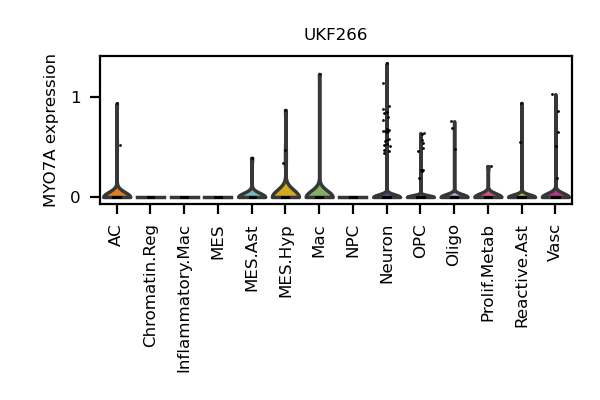 UKF266
MYO7A expression
1
0
AC
Chromatin.Reg
Inflammatory.Mac
MES
MES.Ast
MES.Hyp
Mac
NPC
Neuron
OPC
Oligo
Prolif.Metab
Reactive.Ast
Vasc